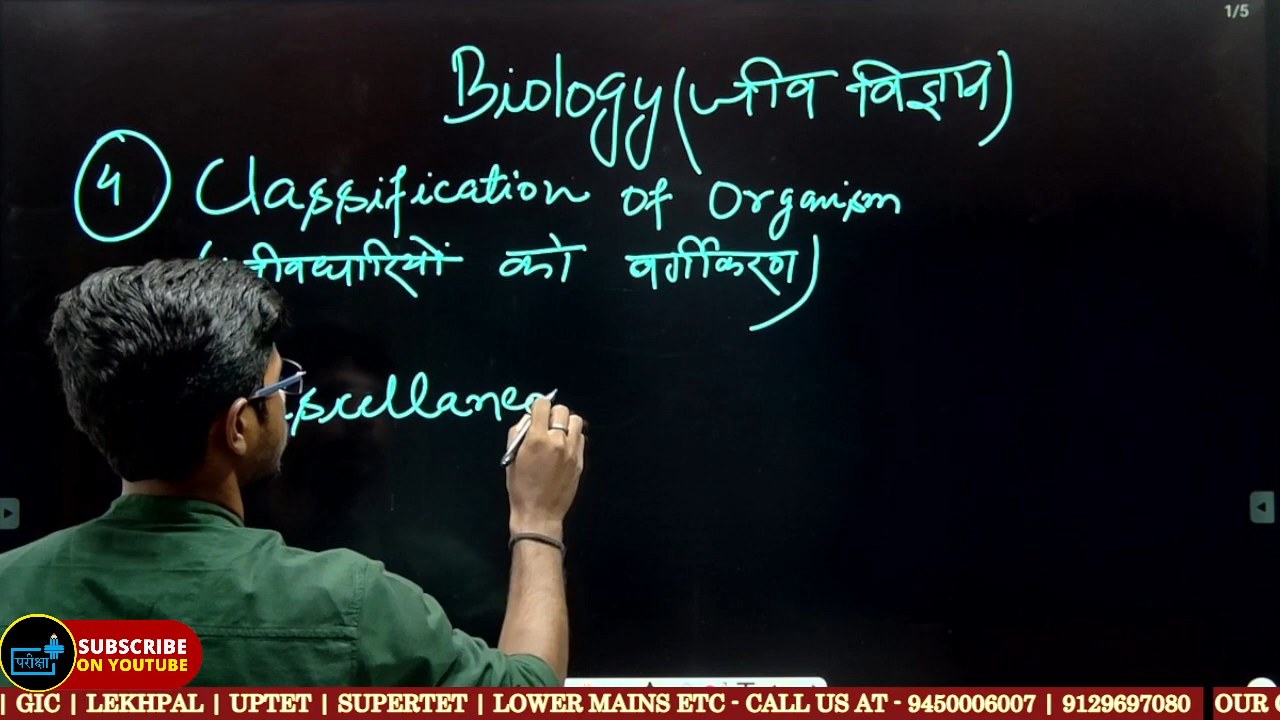 1/5
Biology (जीव विज्ञान)
4 Classification of Organism
जीवधारियों को वर्गीकरण)
परीक्षा
SUBSCRIBE
ON YOUTUBE
| GIC | LEKHPAL | UPTET | SUPERTET | LOWER MAINS ETC - CALL US AT - 9450006007 | 9129697080 | OUR